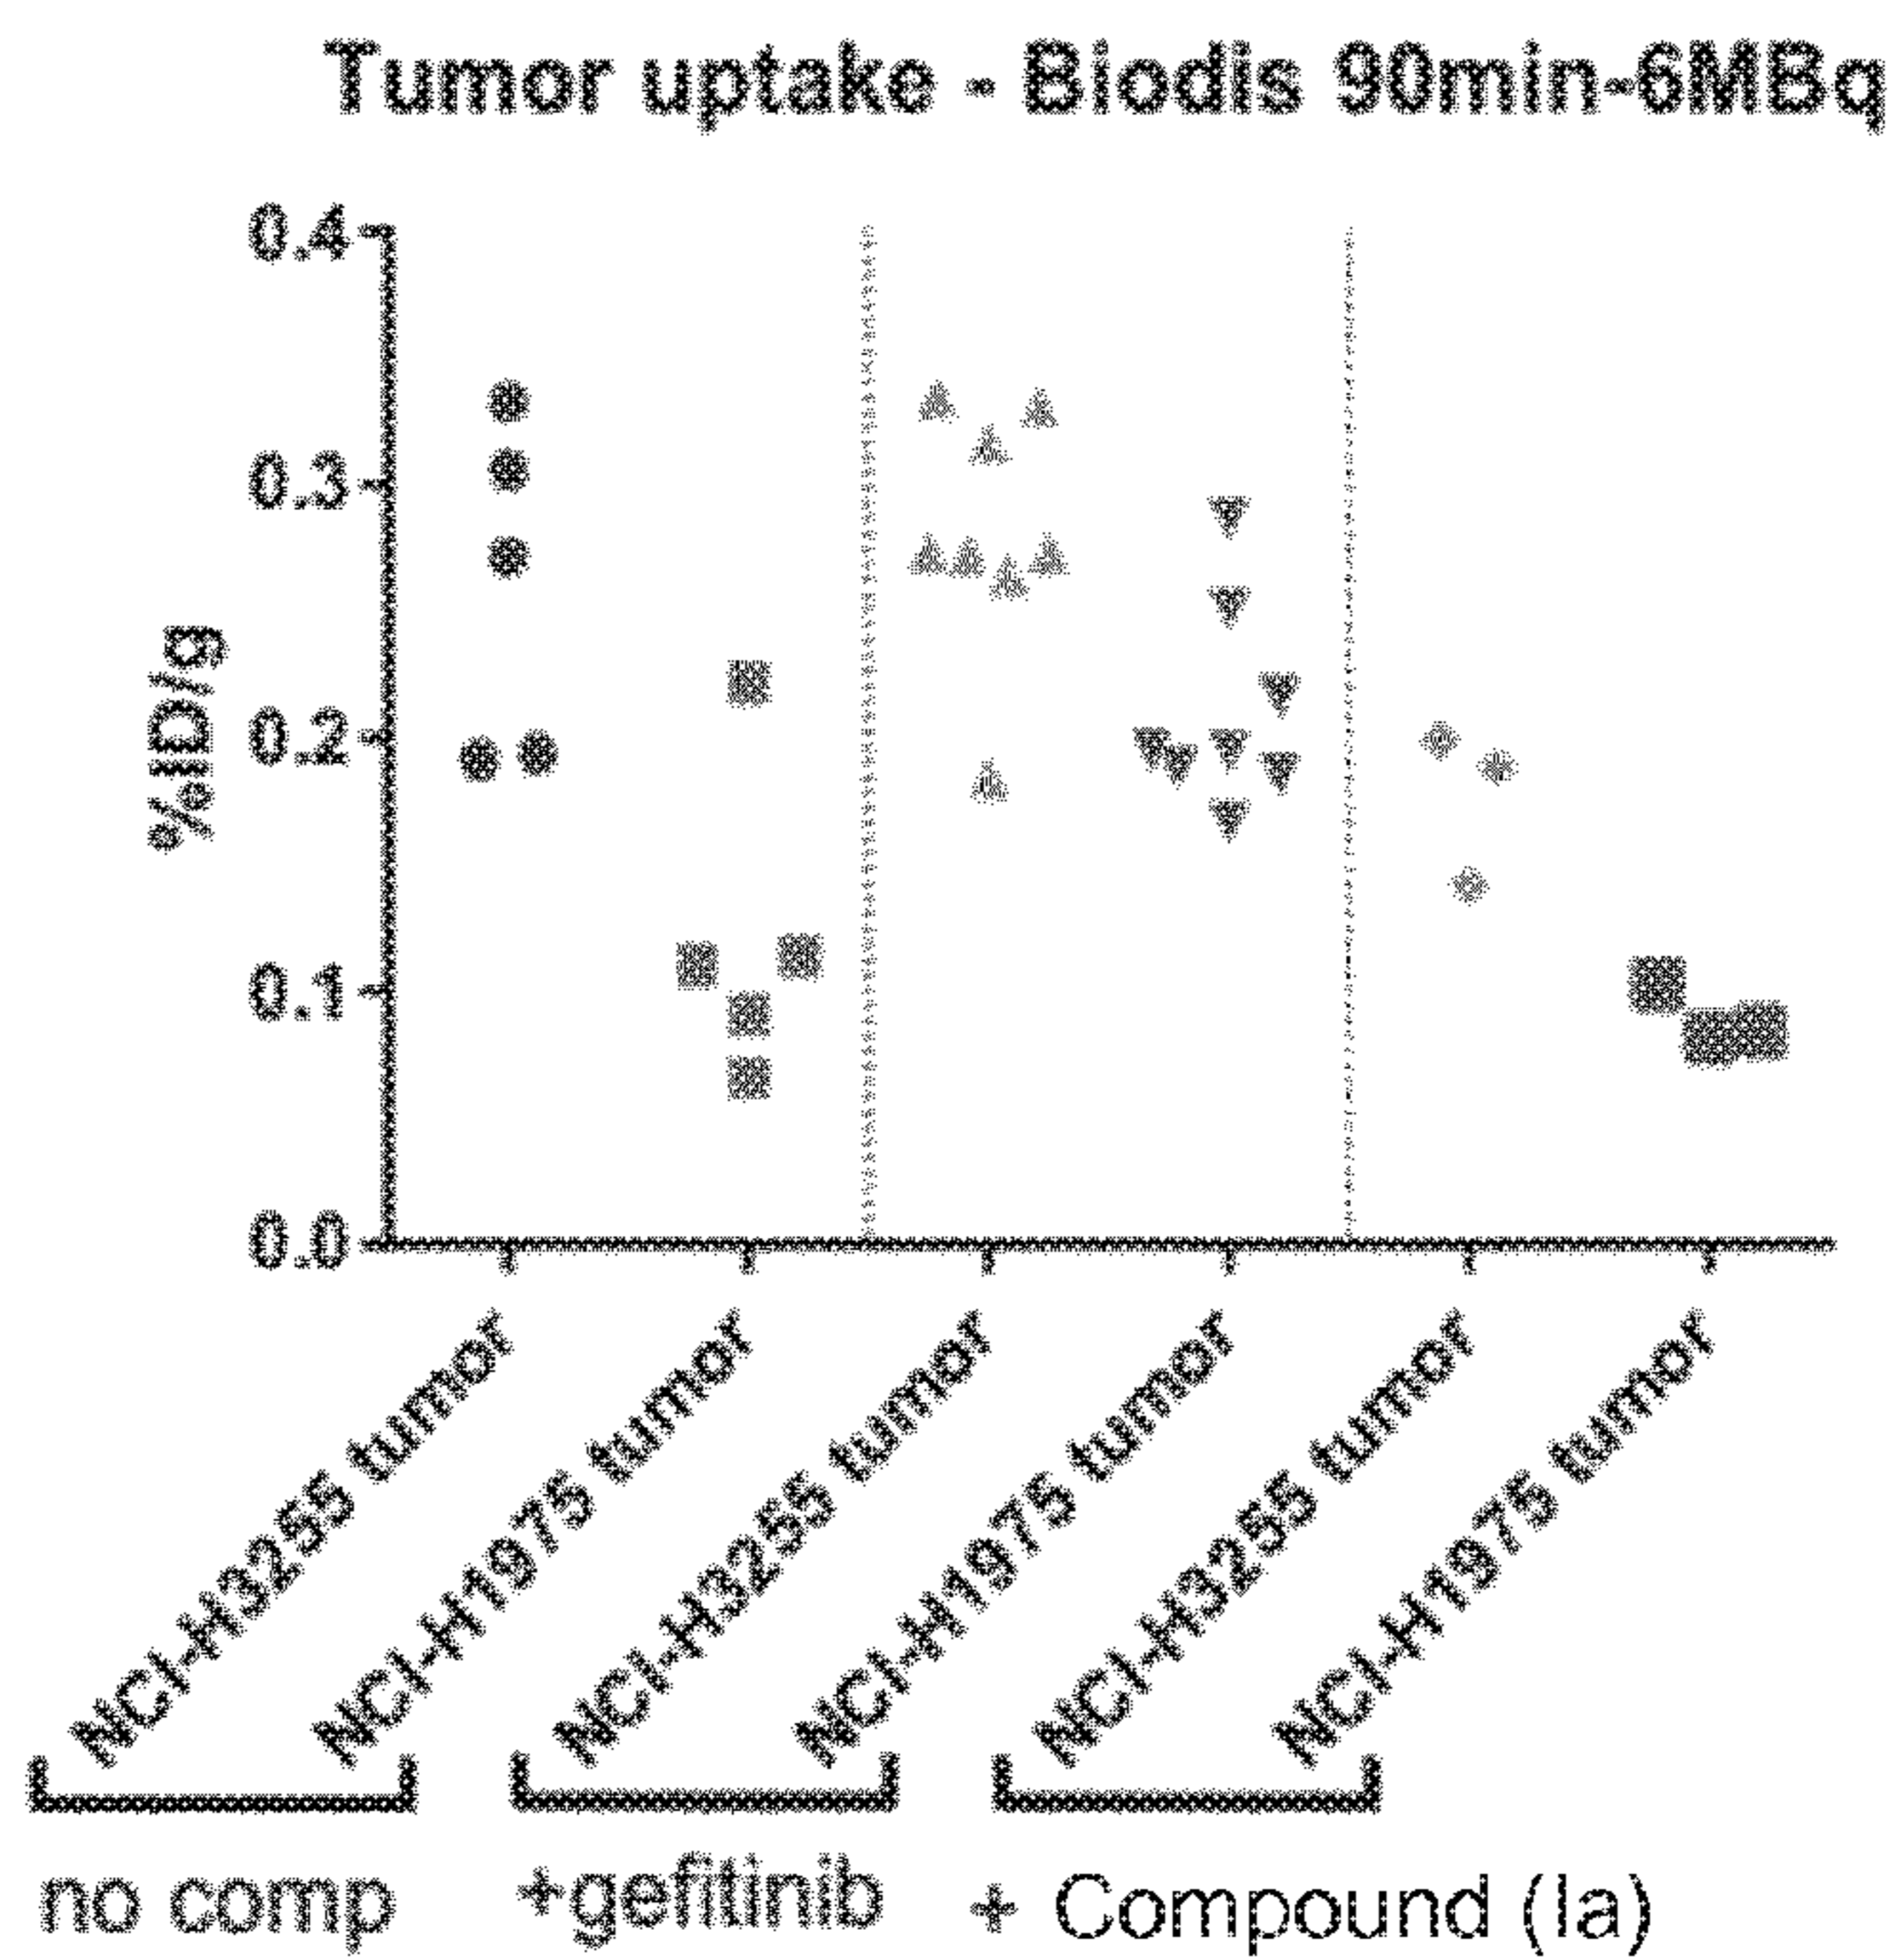 Tumor uptake - Biodis 90min-6MBq
%ID/g
0.4
0.3
0.2
0.1
0.0
NCI-H3255 tumor
NCI-H1975 tumor
NCI-H3255 tumor
NCI-H1975 tumor
NCI-H3255 tumor
NCI-H1975 tumor
no comp
+gefitinib
+ Compound (Ia)